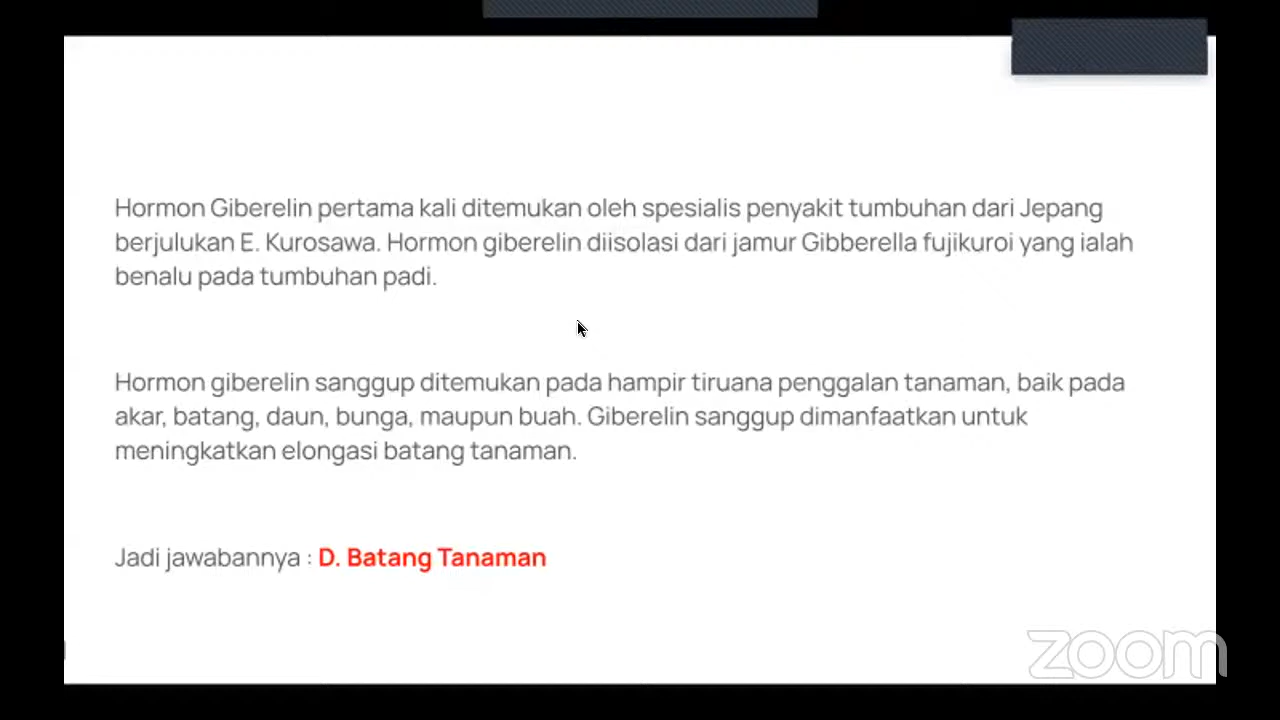 Hormon Giberelin pertama kali ditemukan oleh spesialis penyakit tumbuhan dari Jepang
berjulukan E. Kurosawa. Hormon giberelin diisolasi dari jamur Gibberella fujikuroi yang ialah
benalu pada tumbuhan padi.
Hormon giberelin sanggup ditemukan pada hampir tiruana penggalan tanaman, baik pada
akar, batang, daun, bunga, maupun buah. Giberelin sanggup dimanfaatkan untuk
meningkatkan elongasi batang tanaman.
Jadi jawabannya : D. Batang Tanaman
zoom